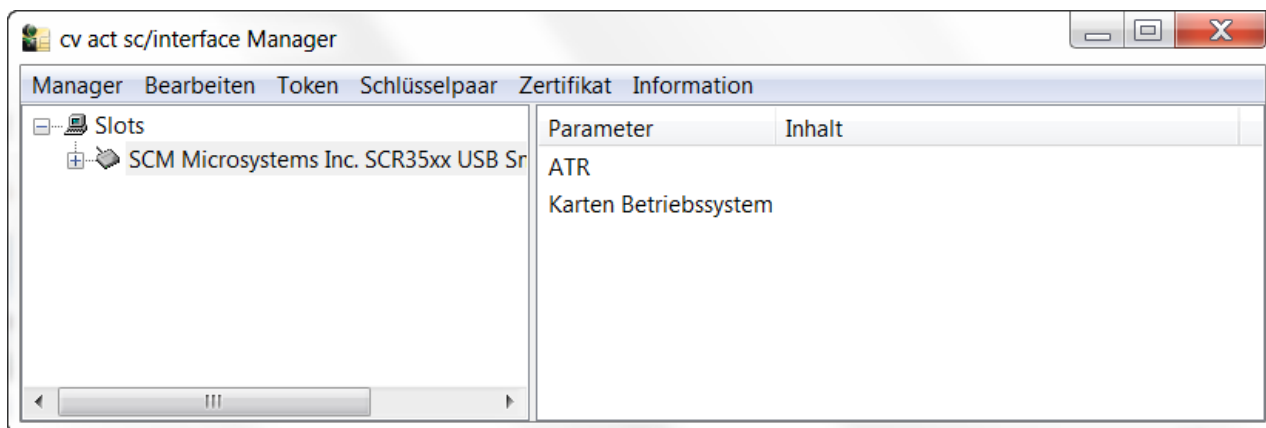 cv act sc/interface Manager
Manager Bearbeiten Token Schlüsselpaar Zertifikat Information
Slots
SCM Microsystems Inc. SCR35xx USB
Parameter Inhalt
ATR
Karten Betriebssystem